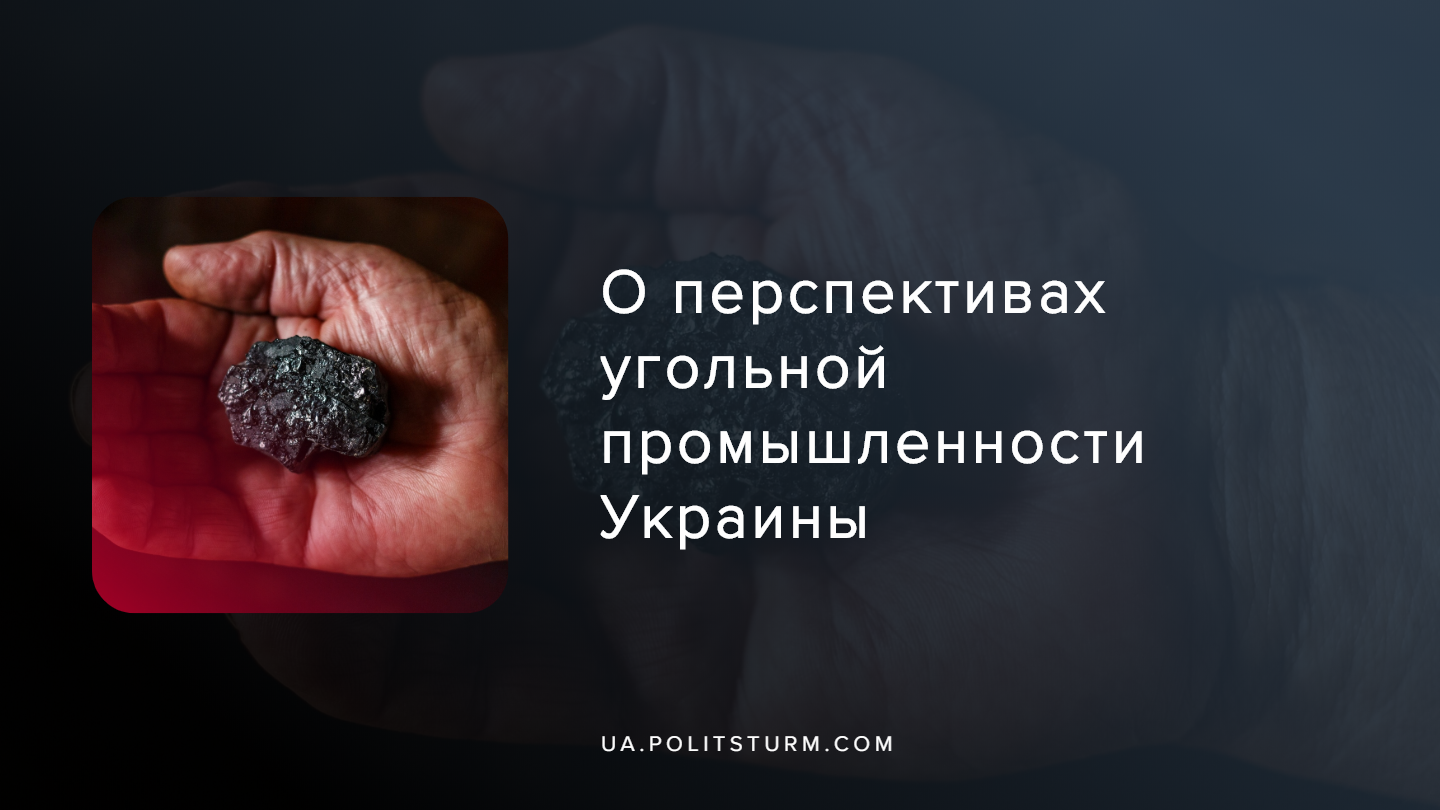 О перспективах
угольной
промышленности
Украины
UA.POLITSTURM.COM